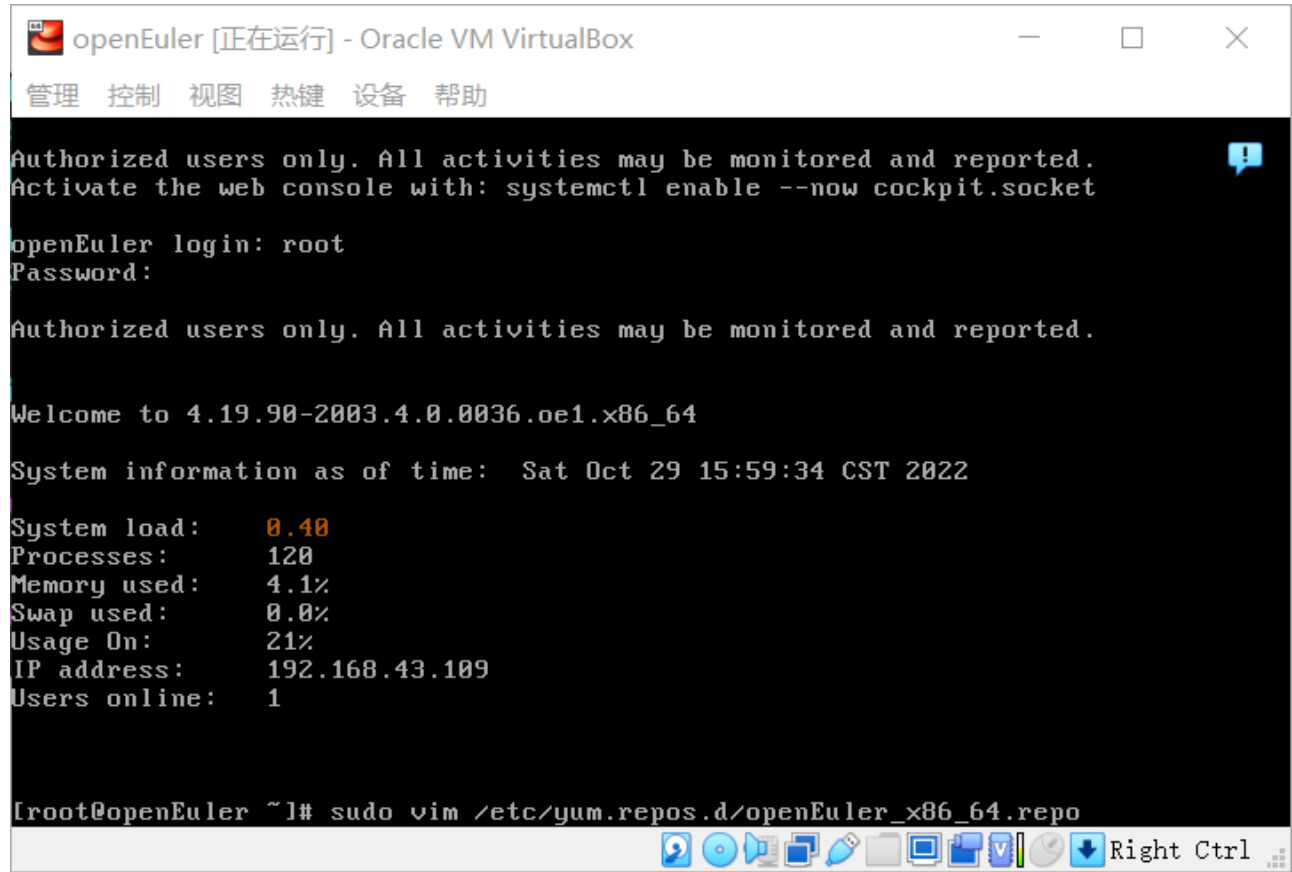 openEuler [正在运行] - Oracle VM VirtualBox
管理 控制 视图 热键 设备 帮助
Authorized users only. All activities may be monitored and reported.
Activate the web console with: systemctl enable --now cockpit.socket
openEuler login: root
Password:
Authorized users only. All activities may be monitored and reported.
Welcome to 4.19.90-2003.4.0.0036.oe1.x86_64
System information as of time:  Sat Oct 29 15:59:34 CST 2022
System load:    0.40
Processes:      120
Memory used:    4.1%
Swap used:      0.0%
Usage On:       21%
IP address:     192.168.43.109
Users online:   1
[root@openEuler ~]# sudo vim /etc/yum.repos.d/openEuler_x86_64.repo
Right Ctrl